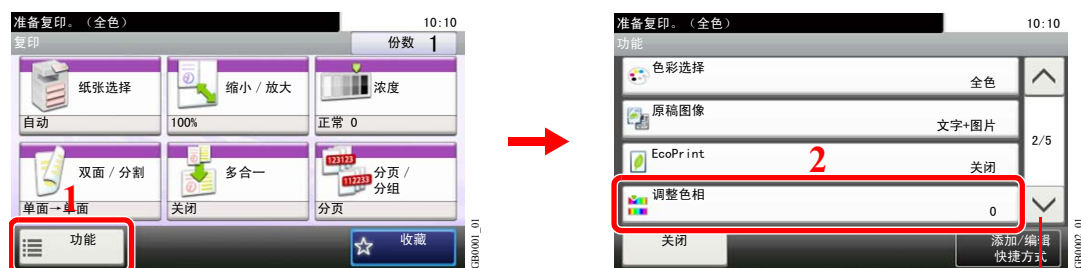 准备复印。（全色）
10:10
复印
份数 1
纸张选择
自动
缩小 / 放大
100%
浓度
正常 0
双面 / 分割
单面→单面
多合一
关闭
分页 /
分组
分页
123123
112233
1
功能
收藏
GB0001_01
准备复印。（全色）
10:10
功能
色彩选择
全色
原稿图像
文字+图片
2/5
EcoPrint
关闭
2
调整色相
0
关闭
添加/编辑
快捷方式
GB0002_01